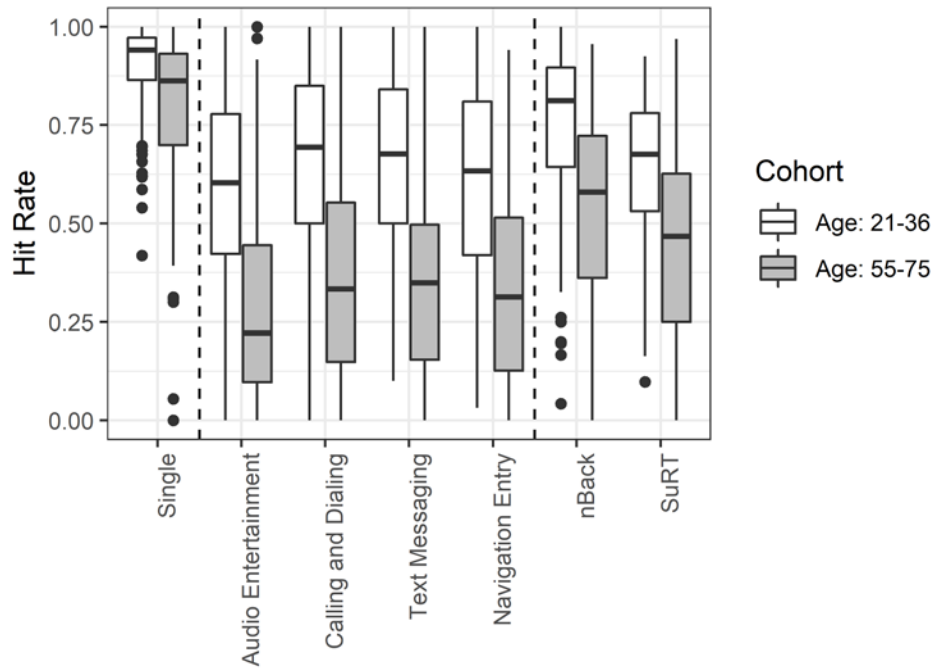 Hit Rate
1.00
0.75
0.50
0.25
0.00
Single
Audio Entertainment
Calling and Dialing
Text Messaging
Navigation Entry
nBack
SuRT
Cohort
Age: 21-36
Age: 55-75